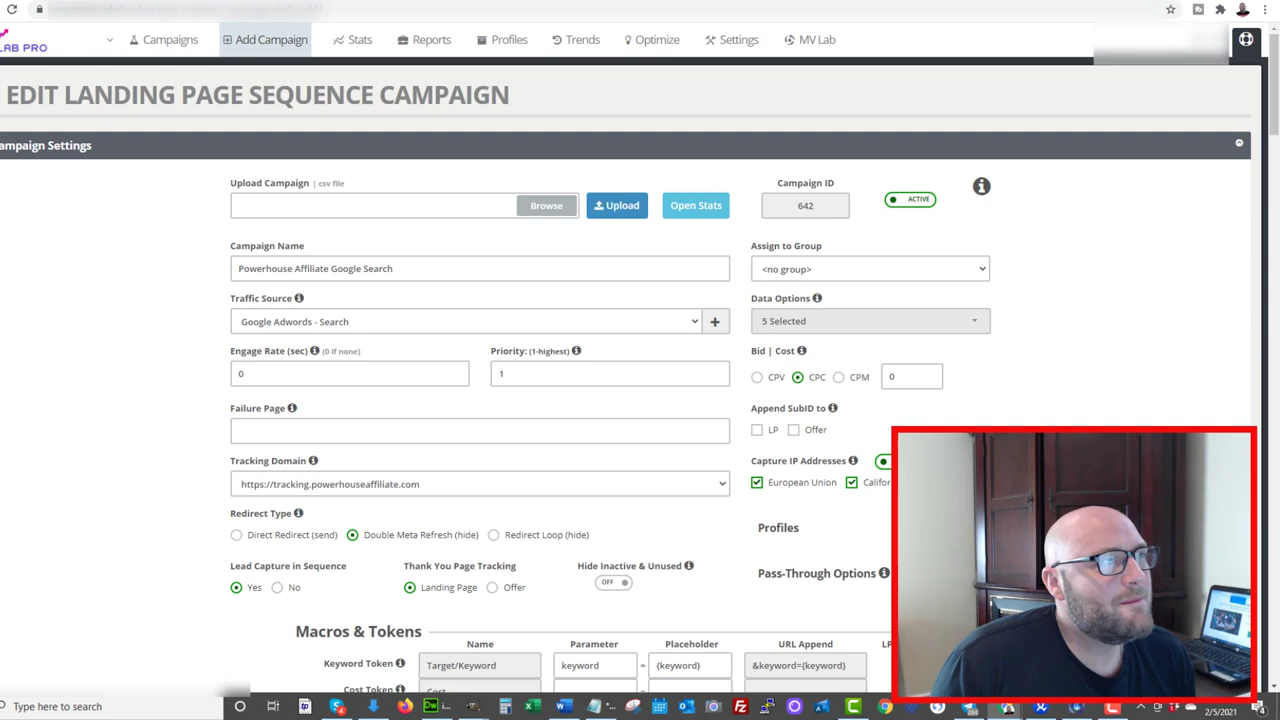 LAB PRO
Campaigns
Add Campaign
Stats
Reports
Profiles
Trends
Optimize
Settings
MV Lab
EDIT LANDING PAGE SEQUENCE CAMPAIGN
ampaign Settings
Upload Campaign | csv file
Browse
Upload
Open Stats
Campaign ID
642
ACTIVE
Campaign Name
Powerhouse Affiliate Google Search
Assign to Group
<no group>
Traffic Source
Google Adwords - Search
Data Options
5 Selected
Engage Rate (sec) (0 if none)
0
Priority: (1-highest)
1
Bid | Cost
CPV CPC CPM 0
Failure Page
Append SubID to
LP Offer
Tracking Domain
https://tracking.powerhouseaffiliate.com
Capture IP Addresses
European Union Califor
Redirect Type
Direct Redirect (send) Double Meta Refresh (hide) Redirect Loop (hide)
Profiles
Lead Capture in Sequence
Yes No
Thank You Page Tracking
Landing Page Offer
Hide Inactive & Unused
OFF
Pass-Through Options
Macros & Tokens
Name Parameter Placeholder URL Append LP
Keyword Token Target/Keyword keyword = {keyword} &keyword={keyword}
Cost Token Cost
Type here to search
2/5/2021